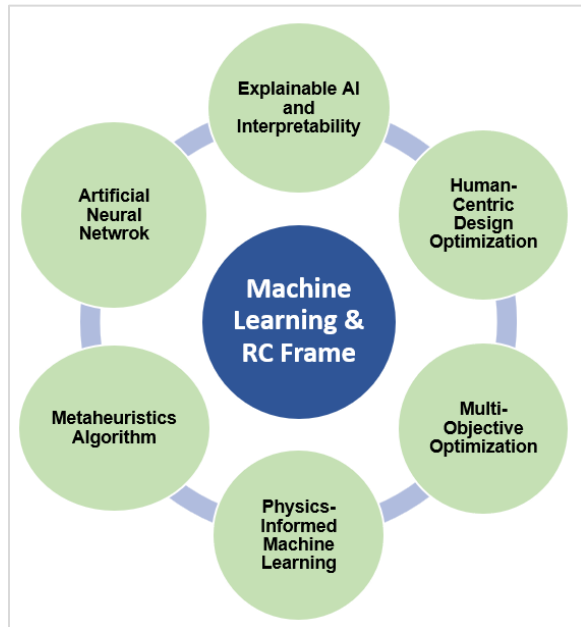 Explainable AI
and
Interpretability
Human-
Centric
Design
Optimization
Artificial
Neural
Netwrok
Machine
Learning &
RC Frame
Metaheuristics
Algorithm
Multi-
Objective
Optimization
Physics-
Informed
Machine
Learning